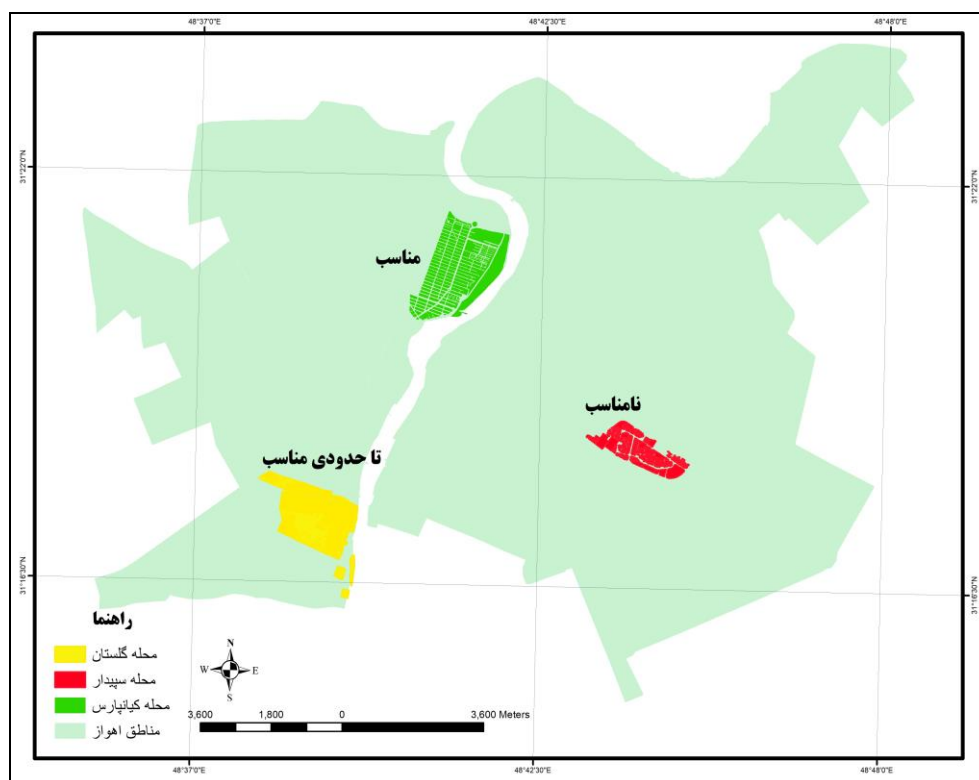 48°37'0"E
48°42'30"E
48°48'0"E
31°22'0"N
31°22'0"N
مناسب
نامناسب
تا حدودی مناسب
31°16'30"N
31°16'30"N
راهنما
محله گلستان
محله سپیدار
محله کیانپارس
مناطق اهواز
N
W
E
S
3,600 1,800 0 3,600 Meters
48°37'0"E
48°42'30"E
48°48'0"E